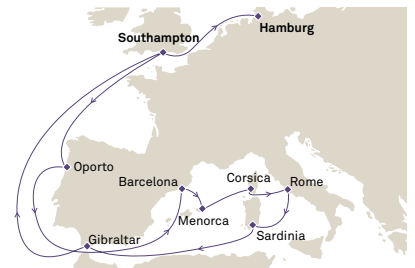 Southampton
Hamburg
Oporto
Barcelona
Corsica
Rome
Menorca
Sardinia
Gibraltar